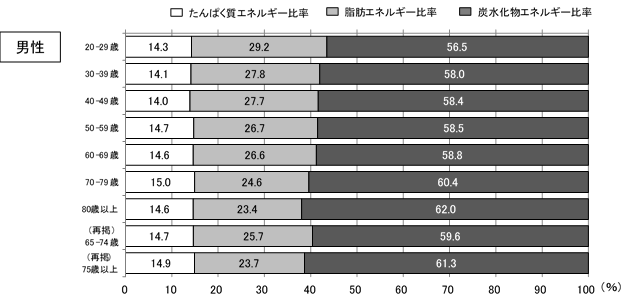 たんぱく質エネルギー比率 脂肪エネルギー比率 炭水化物エネルギー比率
男性
20-29歳 14.3 29.2 56.5
30-39歳 14.1 27.8 58.0
40-49歳 14.0 27.7 58.4
50-59歳 14.7 26.7 58.5
60-69歳 14.6 26.6 58.8
70-79歳 15.0 24.6 60.4
80歳以上 14.6 23.4 62.0
（再掲）
65-74歳 14.7 25.7 59.6
（再掲）
75歳以上 14.9 23.7 61.3
0 10 20 30 40 50 60 70 80 90 100 (%)